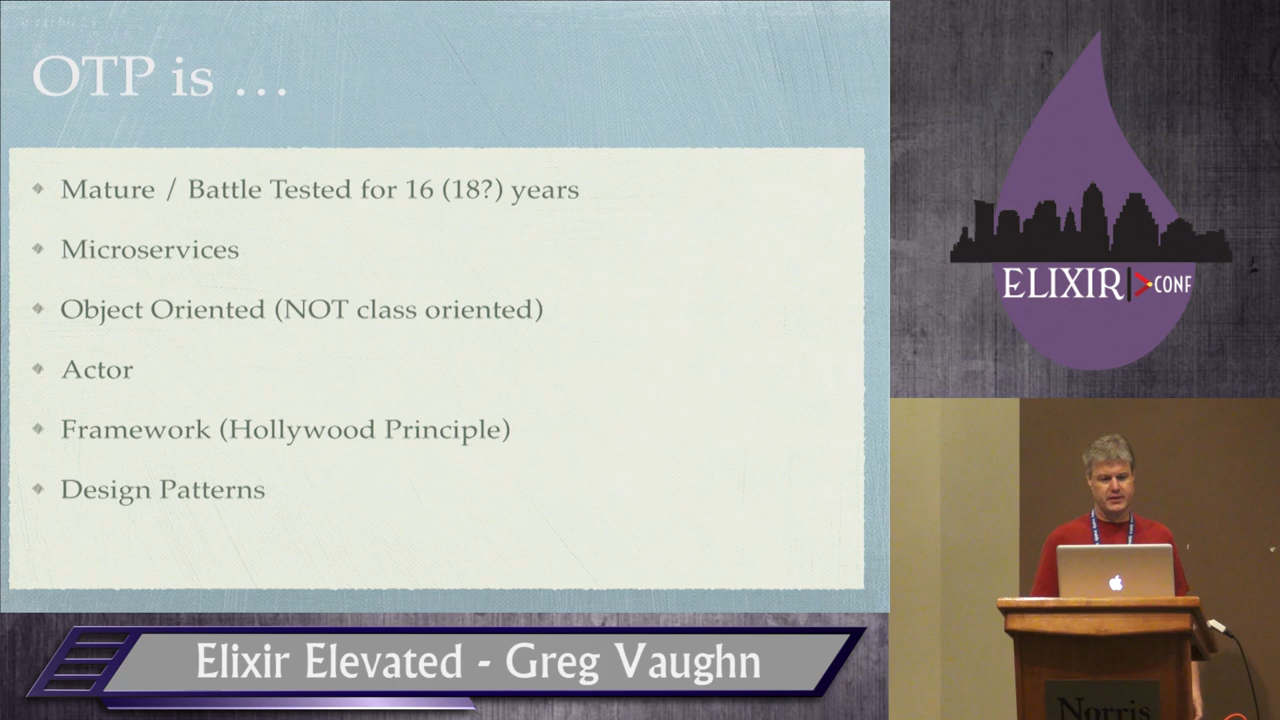 OTP is …
Mature / Battle Tested for 16 (18?) years
Microservices
Object Oriented (NOT class oriented)
Actor
Framework (Hollywood Principle)
Design Patterns
ELIXIR|>CONF
Elixir Elevated - Greg Vaughn
Norris